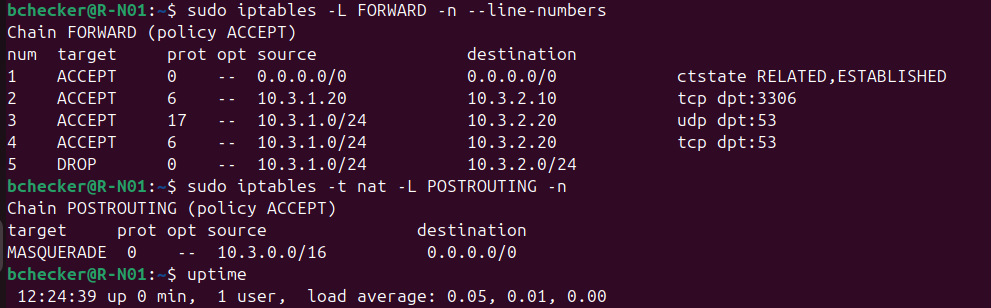 bchecker@R-N01:~$ sudo iptables -L FORWARD -n --line-numbers
Chain FORWARD (policy ACCEPT)
num  target     prot opt source               destination
1    ACCEPT     0    --  0.0.0.0/0            0.0.0.0/0            ctstate RELATED,ESTABLISHED
2    ACCEPT     6    --  10.3.1.20            10.3.2.10            tcp dpt:3306
3    ACCEPT     17   --  10.3.1.0/24          10.3.2.20            udp dpt:53
4    ACCEPT     6    --  10.3.1.0/24          10.3.2.20            tcp dpt:53
5    DROP       0    --  10.3.1.0/24          10.3.2.0/24
bchecker@R-N01:~$ sudo iptables -t nat -L POSTROUTING -n
Chain POSTROUTING (policy ACCEPT)
target     prot opt source               destination
MASQUERADE  0    --  10.3.0.0/16          0.0.0.0/0
bchecker@R-N01:~$ uptime
 12:24:39 up 0 min,  1 user,  load average: 0.05, 0.01, 0.00